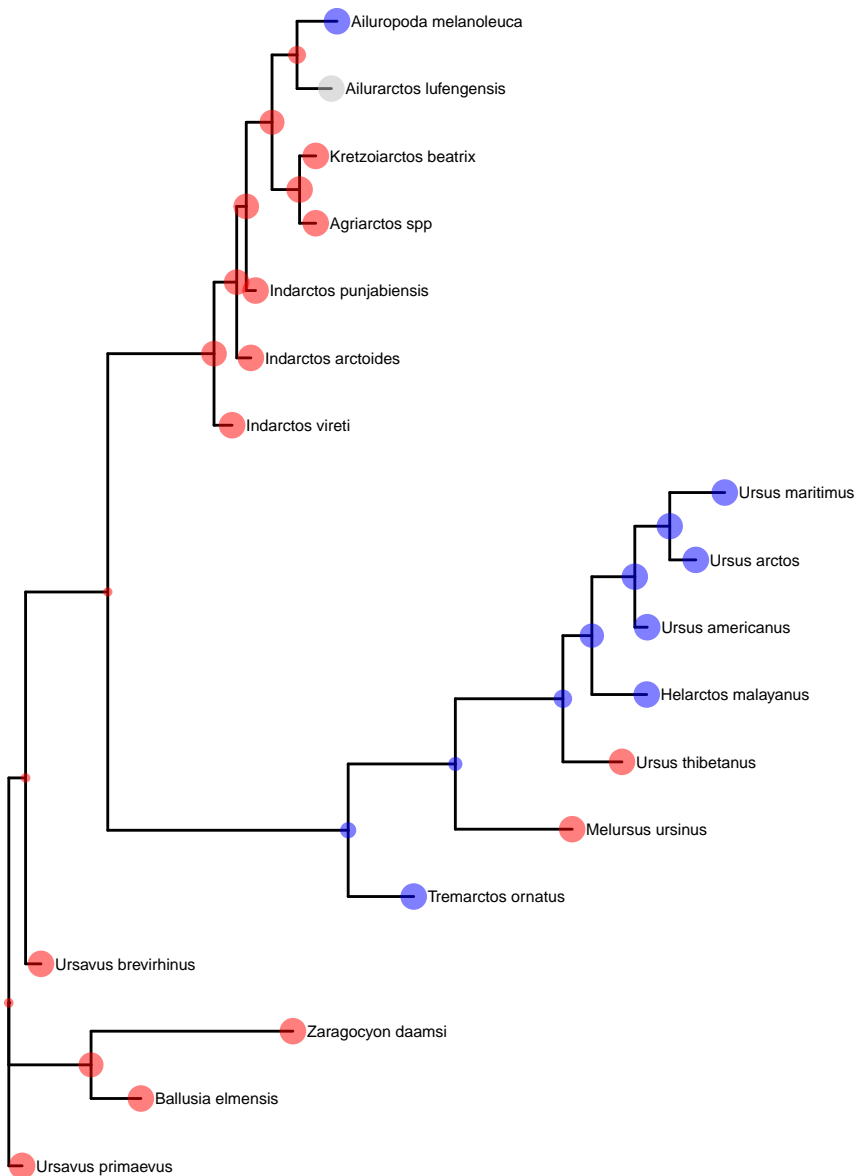 Ailuropoda melanoleuca
Ailurarctos lufengensis
Kretzoiarctos beatrix
Agriarctos spp
Indarctos punjabiensis
Indarctos arctoides
Indarctos vireti
Ursus maritimus
Ursus arctos
Ursus americanus
Helarctos malayanus
Ursus thibetanus
Melursus ursinus
Tremarctos ornatus
Ursavus brevirhinus
Zaragocyon daamsi
Ballusia elmensis
Ursavus primaevus